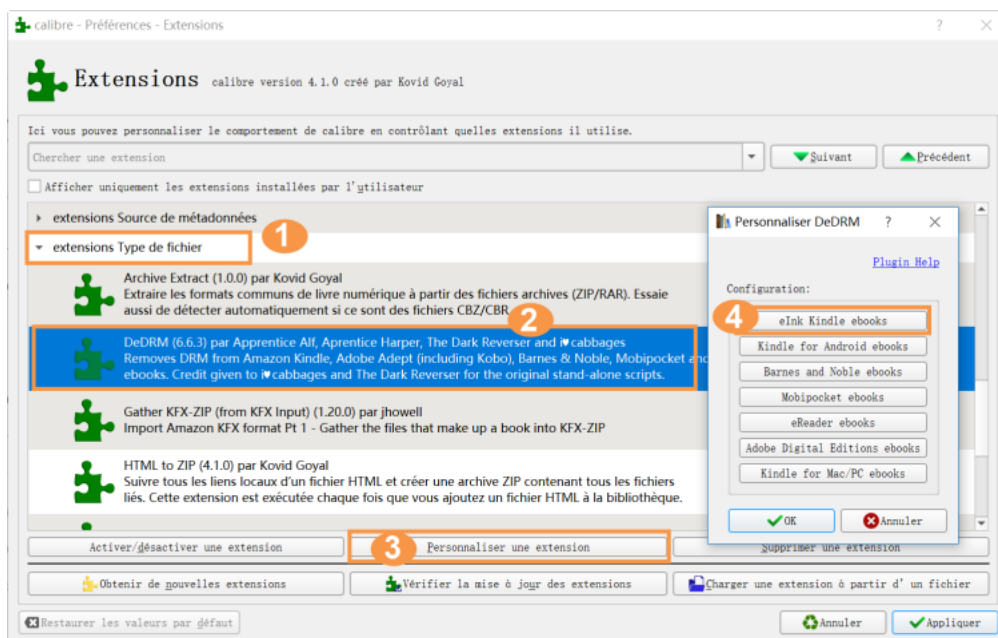 calibre - Préférences - Extensions
Extensions calibre version 4.1.0 créé par Kovid Goyal
Ici vous pouvez personnaliser le comportement de calibre en contrôlant quelles extensions il utilise.
Chercher une extension
Suivant
Précédent
Afficher uniquement les extensions installées par l'utilisateur
extensions Source de métadonnées
extensions Type de fichier
1
Archive Extract (1.0.0) par Kovid Goyal
Extraire les formats communs de livre numérique à partir des fichiers archives (ZIP/RAR). Essaie
aussi de détecter automatiquement si ce sont des fichiers CBZ/CBR
2
DeDRM (6.6.3) par Apprentice Alf, Aprentice Harper, The Dark Reverser and i♥cabbages
Removes DRM from Amazon Kindle, Adobe Adept (including Kobo), Barnes & Noble, Mobipocket and
ebooks. Credit given to i♥cabbages and The Dark Reverser for the original stand-alone scripts.
Gather KFX-ZIP (from KFX Input) (1.20.0) par jhowell
Import Amazon KFX format Pt 1 - Gather the files that make up a book into KFX-ZIP
HTML to ZIP (4.1.0) par Kovid Goyal
Suivre tous les liens locaux d'un fichier HTML et créer une archive ZIP contenant tous les fichiers
liés. Cette extension est exécutée chaque fois que vous ajoutez un fichier HTML à la bibliothèque.
Activer/désactiver une extension
3
Personnaliser une extension
Supprimer une extension
Obtenir de nouvelles extensions
Vérifier la mise à jour des extensions
Charger une extension à partir d' un fichier
Restaurer les valeurs par défaut
Annuler
Appliquer
Personnaliser DeDRM
Plugin Help
Configuration:
4
eInk Kindle ebooks
Kindle for Android ebooks
Barnes and Noble ebooks
Mobipocket ebooks
eReader ebooks
Adobe Digital Editions ebooks
Kindle for Mac/PC ebooks
OK
Annuler